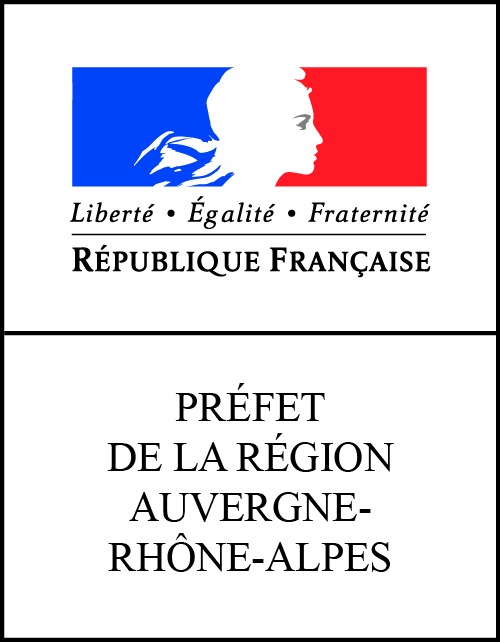 Liberté • Égalité • Fraternité
RÉPUBLIQUE FRANÇAISE
PRÉFET
DE LA RÉGION
AUVERGNE-
RHÔNE-ALPES